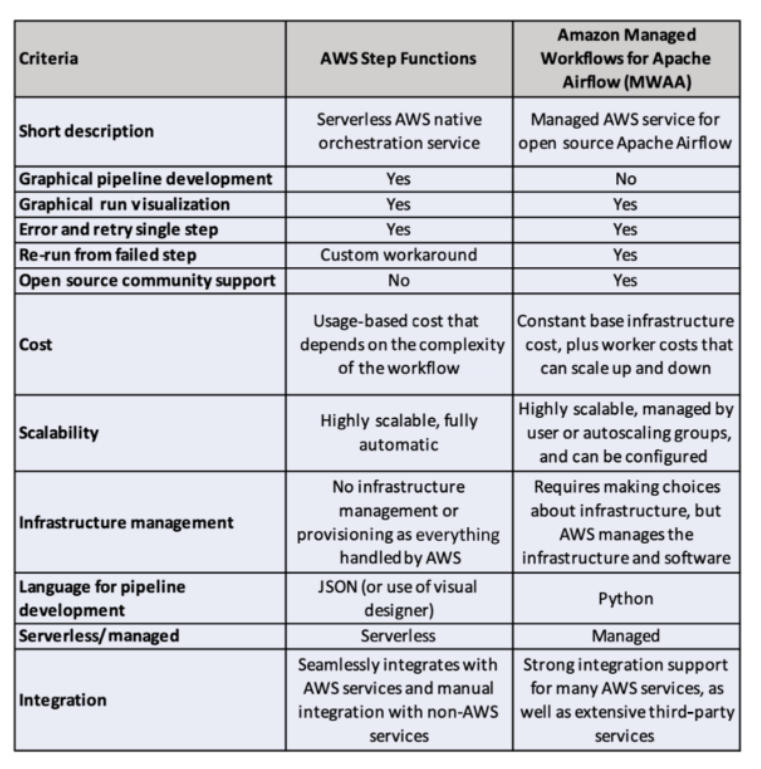 Criteria
AWS Step Functions
Amazon Managed
Workflows for Apache
Airflow (MWAA)
Short description
Serverless AWS native
orchestration service
Managed AWS service for
open source Apache Airflow
Graphical pipeline development
Yes
No
Graphical run visualization
Yes
Yes
Error and retry single step
Yes
Yes
Re-run from failed step
Custom workaround
Yes
Open source community support
No
Yes
Cost
Usage-based cost that
depends on the complexity
of the workflow
Constant base infrastructure
cost, plus worker costs that
can scale up and down
Scalability
Highly scalable, fully
automatic
Highly scalable, managed by
user or autoscaling groups,
and can be configured
Infrastructure management
No infrastructure
management or
provisioning as everything
handled by AWS
Requires making choices
about infrastructure, but
AWS manages the
infrastructure and software
Language for pipeline
development
JSON (or use of visual
designer)
Python
Serverless/managed
Serverless
Managed
Integration
Seamlessly integrates with
AWS services and manual
integration with non-AWS
services
Strong integration support
for many AWS services, as
well as extensive third-party
services